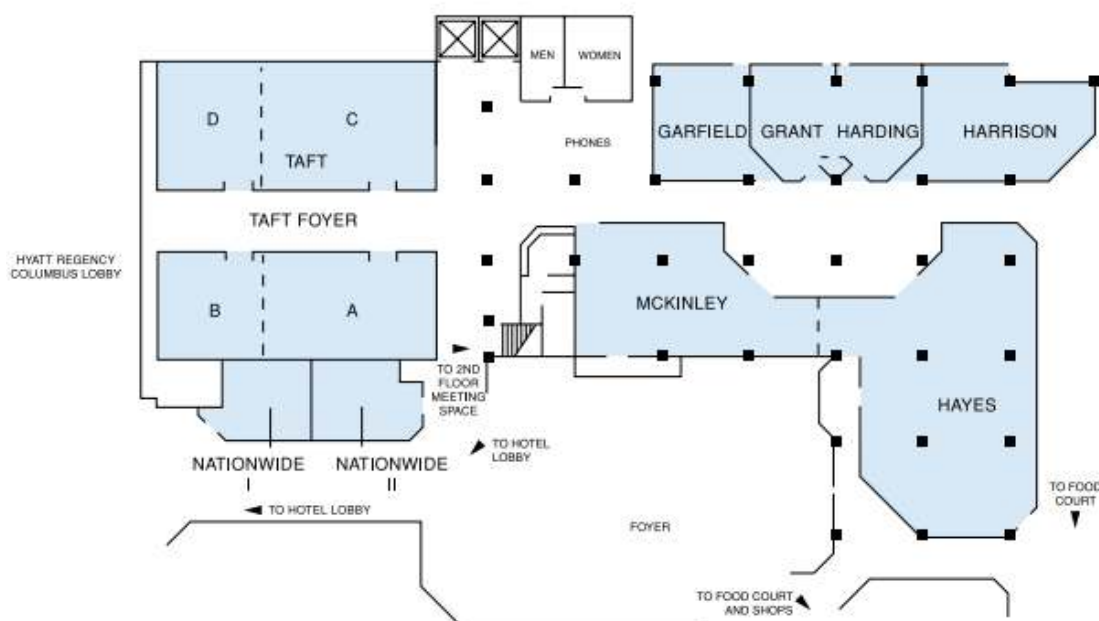 MEN
WOMEN
D
C
TAFT
PHONES
GARFIELD
GRANT
HARDING
HARRISON
TAFT FOYER
HYATT REGENCY
COLUMBUS LOBBY
B
A
MCKINLEY
TO 2ND
FLOOR
MEETING
SPACE
HAYES
NATIONWIDE
I
NATIONWIDE
II
TO HOTEL
LOBBY
TO HOTEL LOBBY
FOYER
TO FOOD
COURT
TO FOOD COURT
AND SHOPS